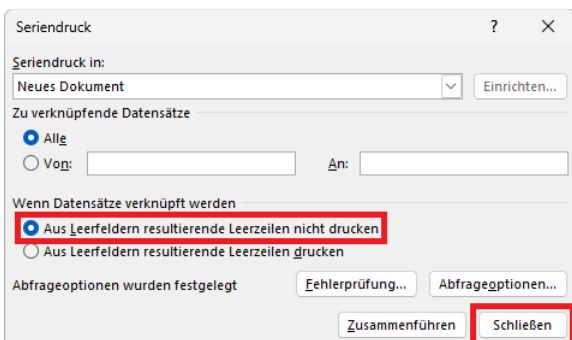 Seriendruck ?
Seriendruck in:
Neues Dokument Einrichten...
Zu verknüpfende Datensätze
Alle
Von: An:
Wenn Datensätze verknüpft werden
Aus Leerfeldern resultierende Leerzeilen nicht drucken
Aus Leerfeldern resultierende Leerzeilen drucken
Abfrageoptionen wurden festgelegt Fehlerprüfung... Abfrageoptionen...
Zusammenführen Schließen